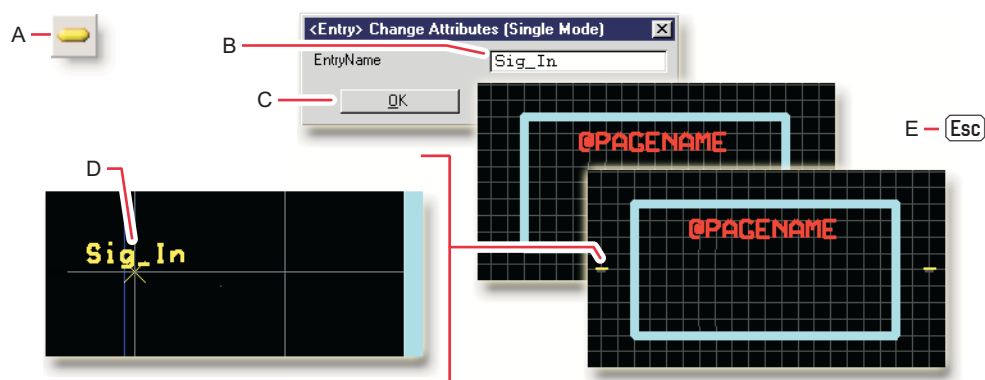 A
B
<Entry> Change Attributes (Single Mode)
EntryName
Sig_In
C
OK
@PAGENAME
E
Esc
D
Sig_In
@PAGENAME